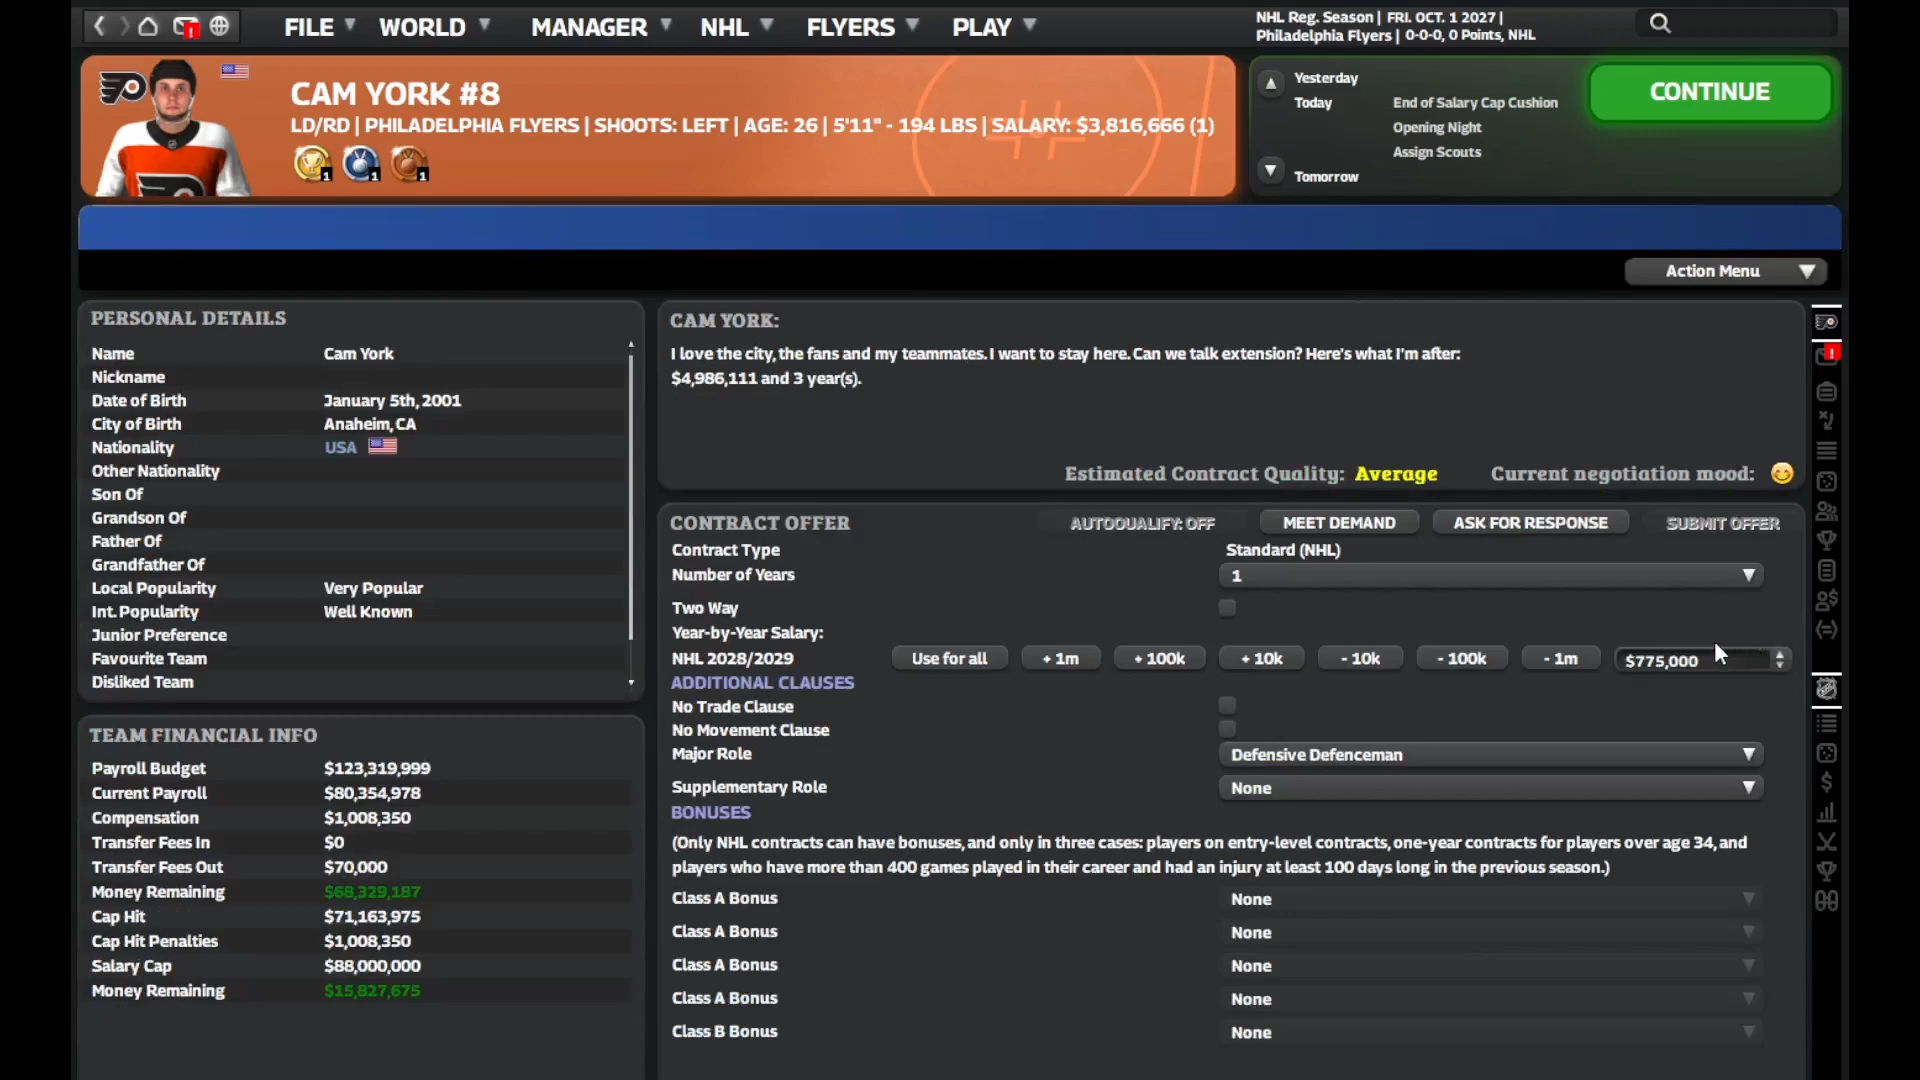 FILE WORLD MANAGER NHL FLYERS PLAY
NHL Reg. Season | FRI. OCT. 1 2027 |
Philadelphia Flyers | 0-0-0, 0 Points, NHL
CAM YORK #8
LD/RD | PHILADELPHIA FLYERS | SHOOTS: LEFT | AGE: 26 | 5'11" - 194 LBS | SALARY: $3,816,666 (1)
1 1 1
Yesterday
Today End of Salary Cap Cushion
Opening Night
Assign Scouts
Tomorrow
CONTINUE
Action Menu
PERSONAL DETAILS
Name Cam York
Nickname
Date of Birth January 5th, 2001
City of Birth Anaheim, CA
Nationality USA
Other Nationality
Son Of
Grandson Of
Father Of
Grandfather Of
Local Popularity Very Popular
Int. Popularity Well Known
Junior Preference
Favourite Team
Disliked Team
TEAM FINANCIAL INFO
Payroll Budget $123,319,999
Current Payroll $80,354,978
Compensation $1,008,350
Transfer Fees In $0
Transfer Fees Out $70,000
Money Remaining $68,329,187
Cap Hit $71,163,975
Cap Hit Penalties $1,008,350
Salary Cap $88,000,000
Money Remaining $15,827,675
CAM YORK:
I love the city, the fans and my teammates. I want to stay here. Can we talk extension? Here's what I'm after:
$4,986,111 and 3 year(s).
Estimated Contract Quality: Average Current negotiation mood:
CONTRACT OFFER AUTOQUALIFY: OFF MEET DEMAND ASK FOR RESPONSE SUBMIT OFFER
Contract Type Standard (NHL)
Number of Years 1
Two Way
Year-by-Year Salary:
NHL 2028/2029 Use for all + 1m + 100k + 10k - 10k - 100k - 1m $775,000
ADDITIONAL CLAUSES
No Trade Clause
No Movement Clause
Major Role Defensive Defenceman
Supplementary Role None
BONUSES
(Only NHL contracts can have bonuses, and only in three cases: players on entry-level contracts, one-year contracts for players over age 34, and
players who have more than 400 games played in their career and had an injury at least 100 days long in the previous season.)
Class A Bonus None
Class A Bonus None
Class A Bonus None
Class A Bonus None
Class B Bonus None